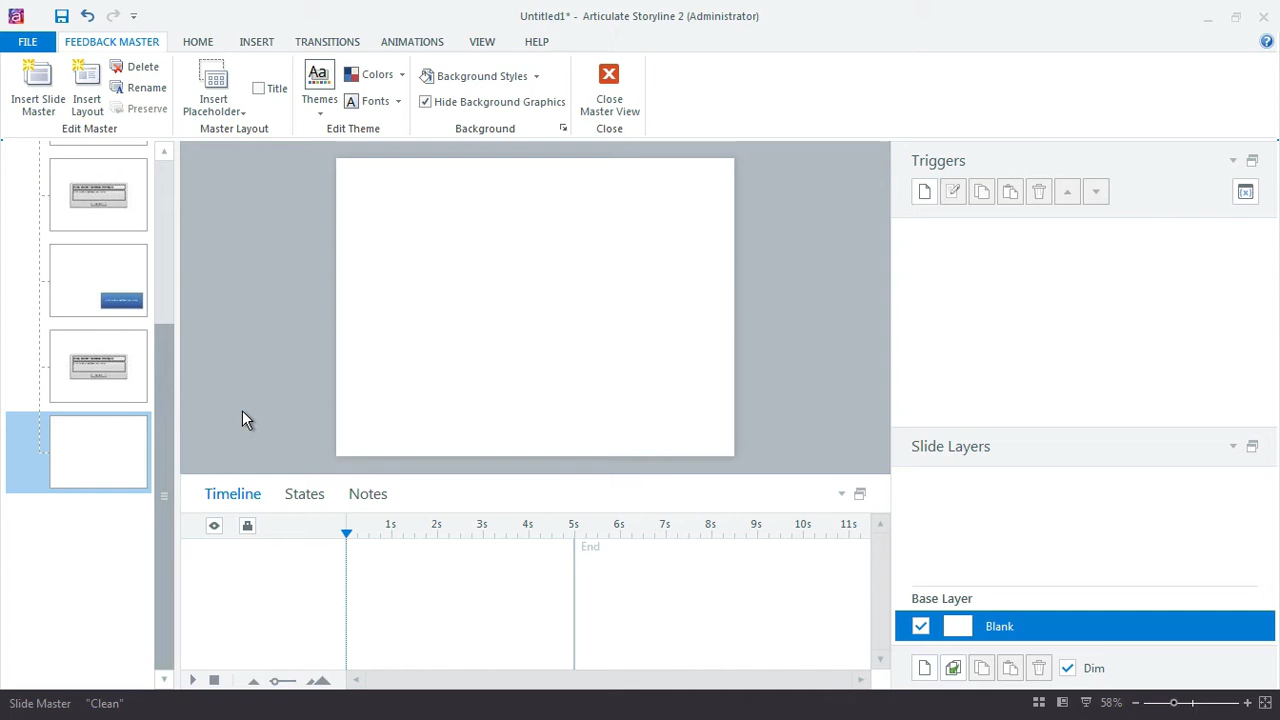 Untitled1* - Articulate Storyline 2 (Administrator)
FILE FEEDBACK MASTER HOME INSERT TRANSITIONS ANIMATIONS VIEW HELP
Insert Slide Master
Insert Layout
Delete
Rename
Preserve
Edit Master
Insert Placeholder
Title
Master Layout
Aa
Themes
Colors
Fonts
Edit Theme
Background Styles
Hide Background Graphics
Background
Close Master View
Close
Triggers
Timeline States Notes
1s 2s 3s 4s 5s 6s 7s 8s 9s 10s 11s
End
Slide Layers
Base Layer
Blank
Dim
Slide Master "Clean" 58%